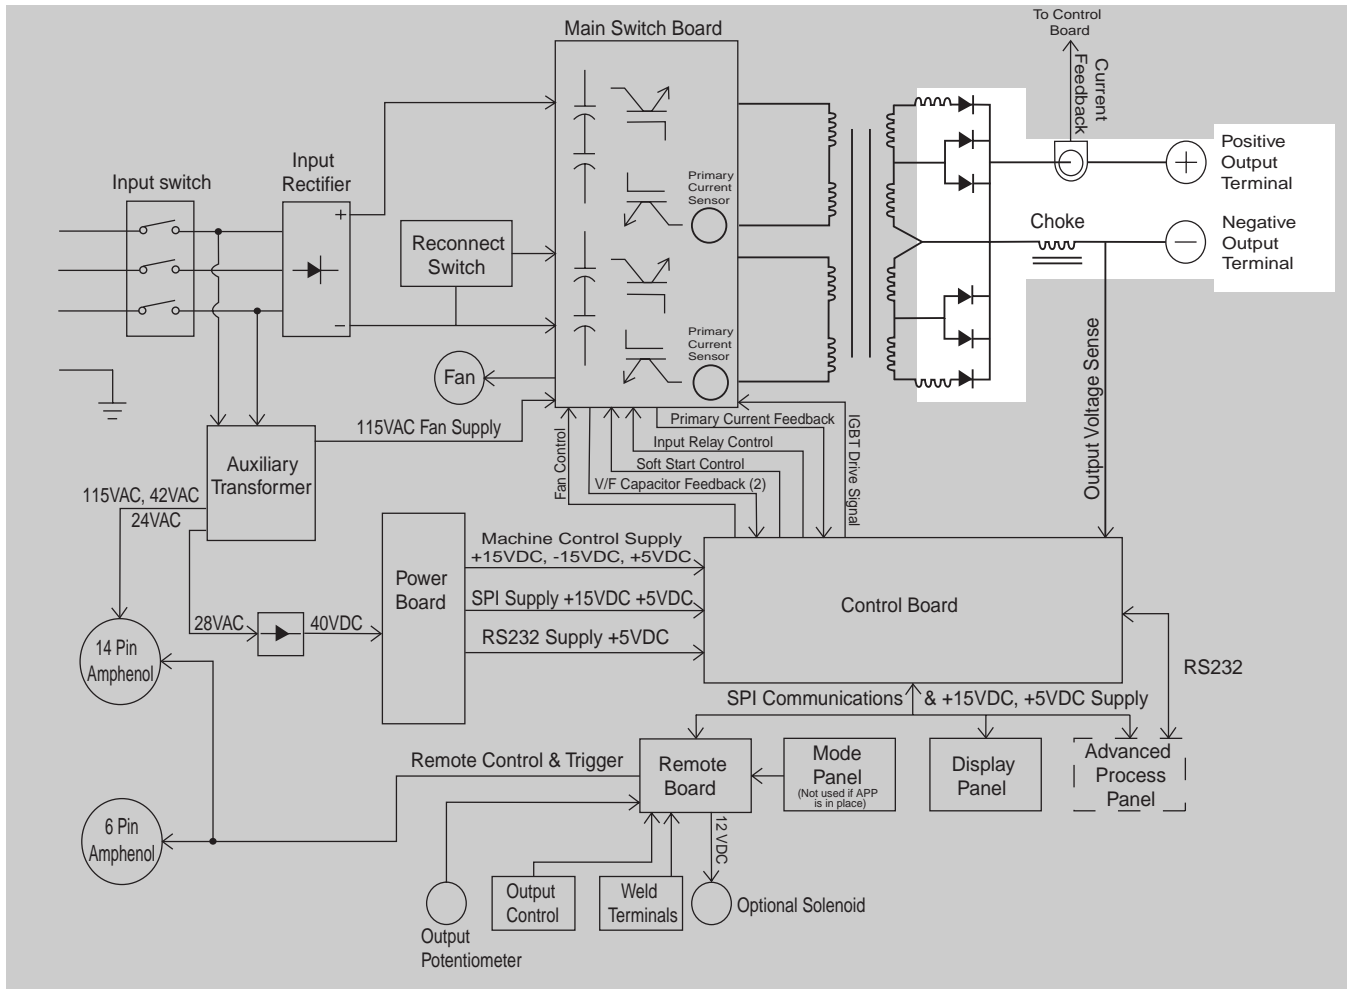 To Control
Board
Current
Feedback
Main Switch Board
Input switch
Input
Rectifier
+
−
Reconnect
Switch
Primary
Current
Sensor
Primary
Current
Sensor
Positive
Output
Terminal
+
Choke
Negative
Output
Terminal
−
Output Voltage Sense
Fan
115VAC Fan Supply
Auxiliary
Transformer
115VAC, 42VAC
24VAC
Fan Control
Primary Current Feedback
Input Relay Control
Soft Start Control
V/F Capacitor Feedback (2)
IGBT Drive Signal
Power
Board
Machine Control Supply
+15VDC, -15VDC, +5VDC
SPI Supply +15VDC +5VDC
RS232 Supply +5VDC
Control Board
28VAC
40VDC
14 Pin
Amphenol
RS232
SPI Communications & +15VDC, +5VDC Supply
Remote Control & Trigger
Remote
Board
Mode
Panel
(Not used if APP
is in place)
Display
Panel
Advanced
Process
Panel
6 Pin
Amphenol
12 VDC
Output
Control
Weld
Terminals
Optional Solenoid
Output
Potentiometer